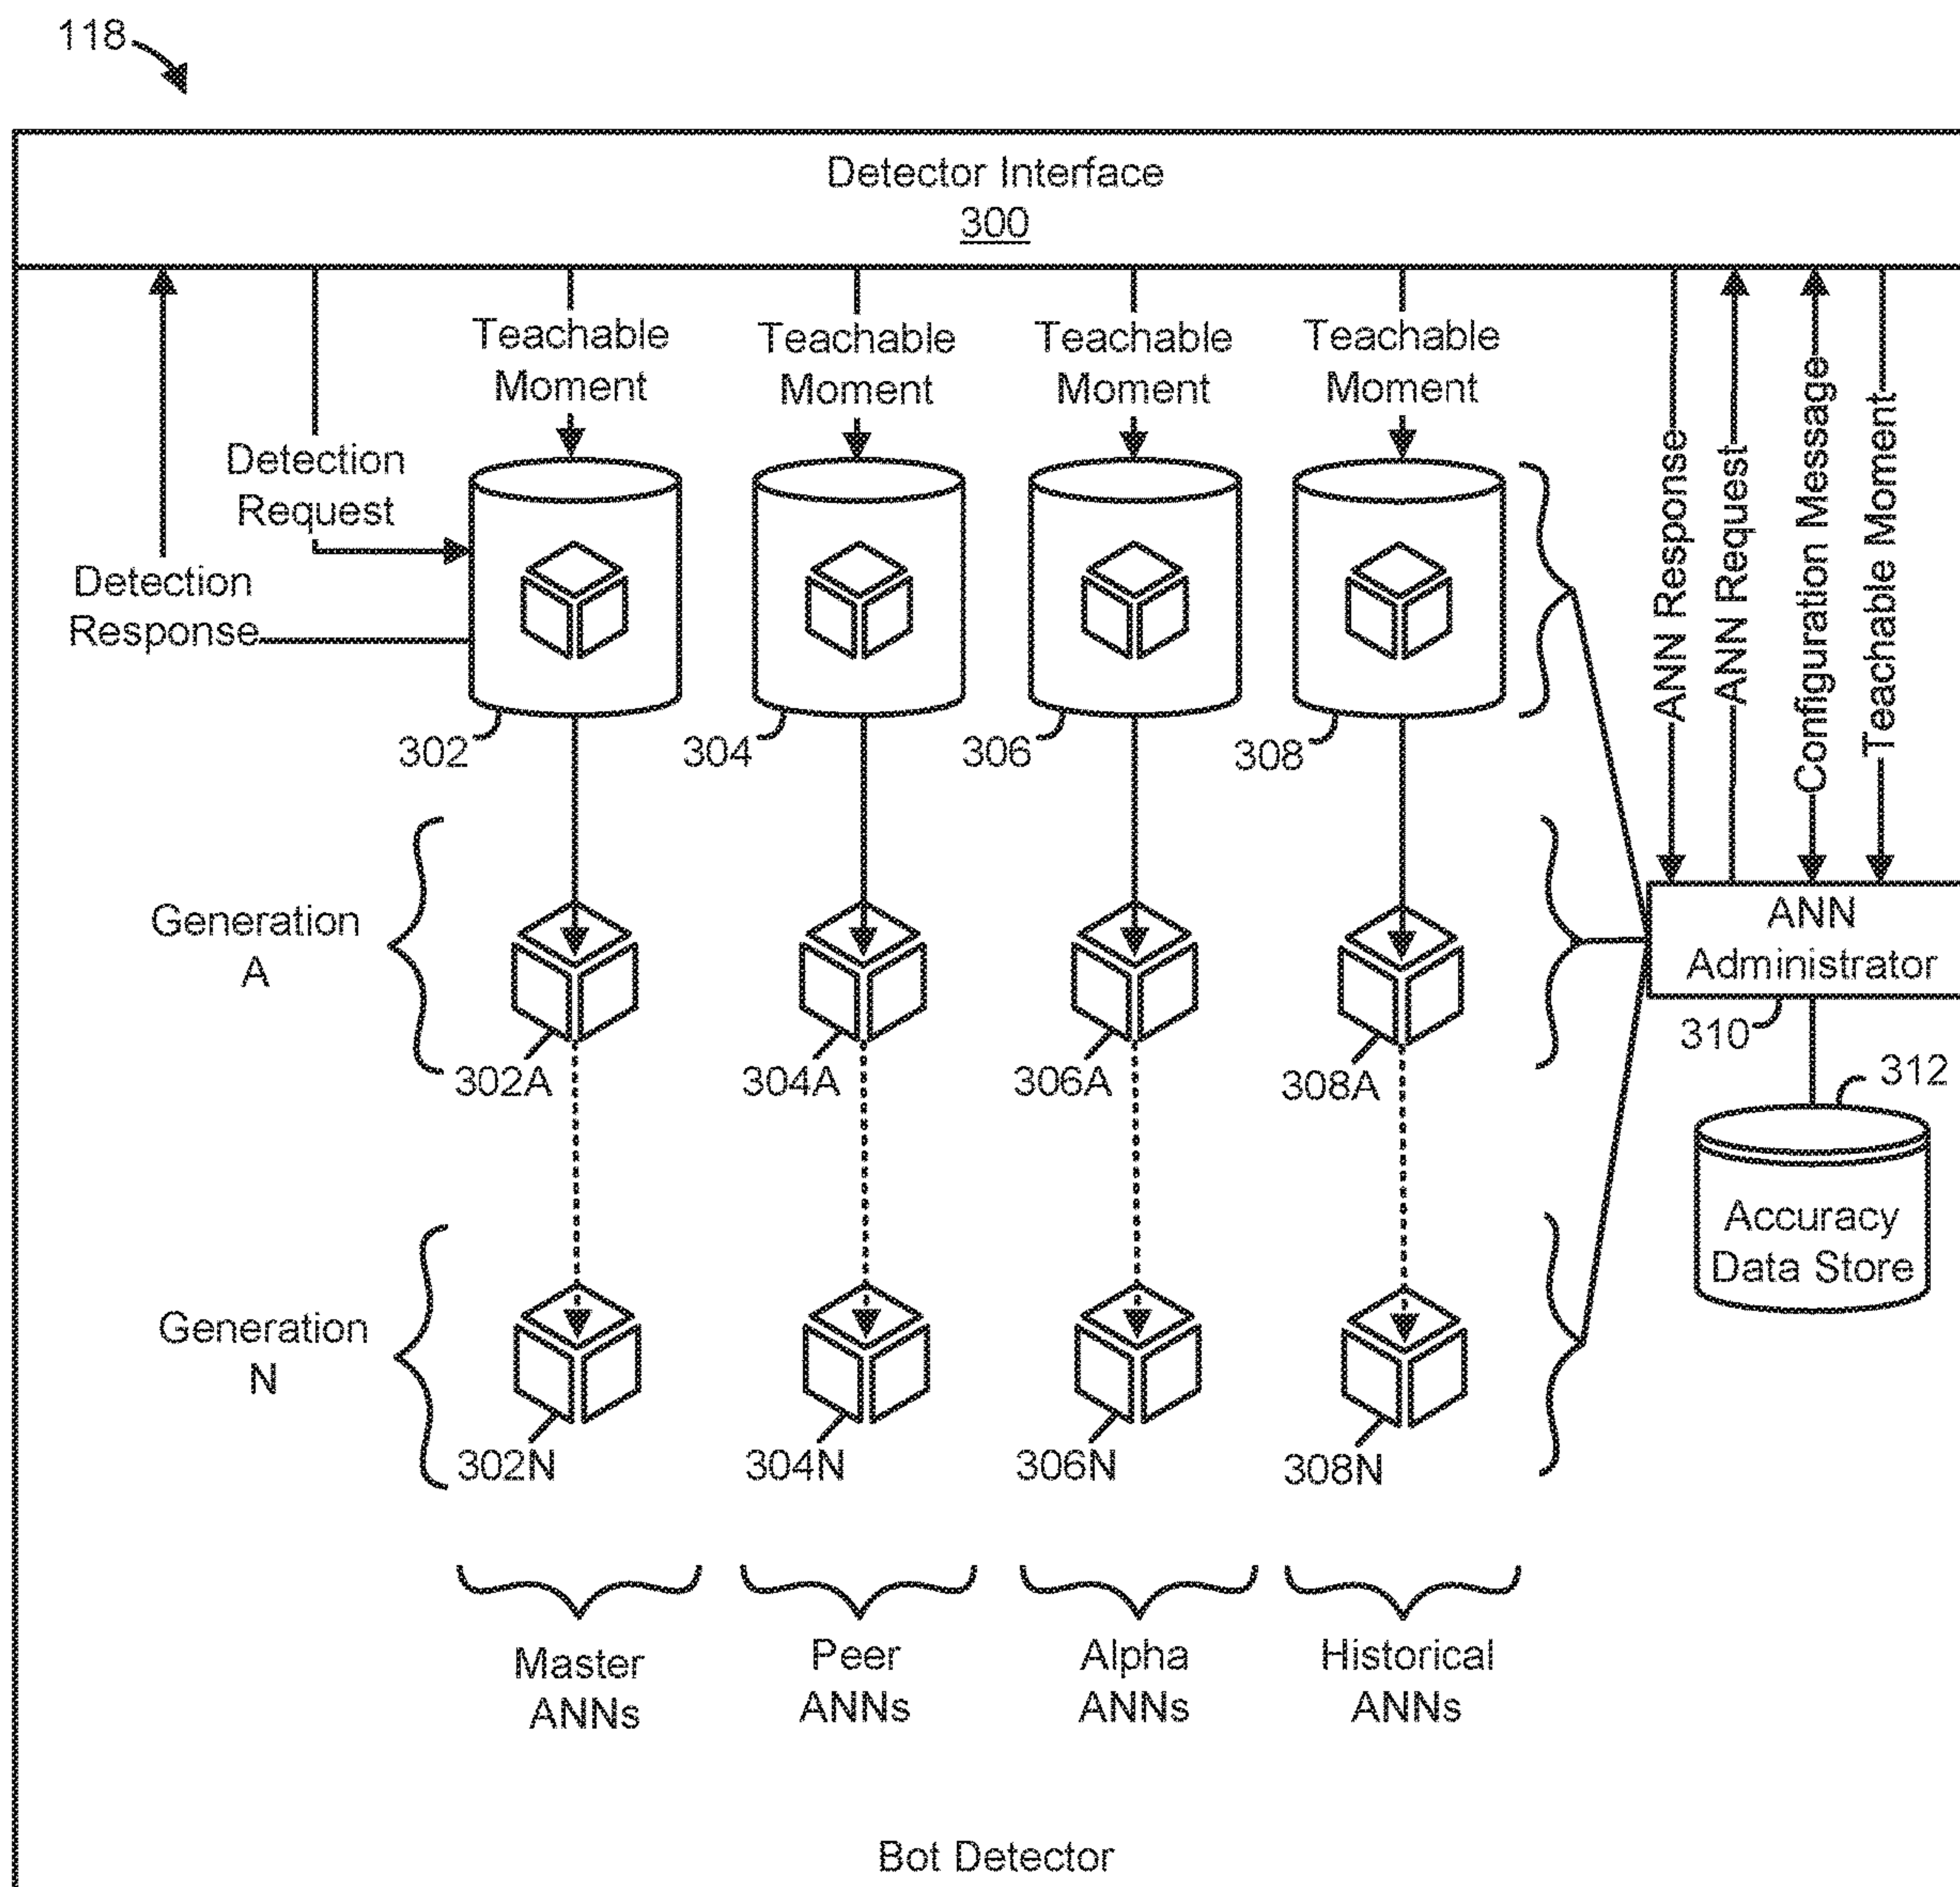 118
Detector Interface
300
Teachable
Moment
Teachable
Moment
Teachable
Moment
Teachable
Moment
Detection
Request
Detection
Response
ANN Response
ANN Request
Configuration Message
Teachable Moment
302
304
306
308
Generation
A
ANN
Administrator
310
302A
304A
306A
308A
312
Accuracy
Data Store
Generation
N
302N
304N
306N
308N
Master
ANNs
Peer
ANNs
Alpha
ANNs
Historical
ANNs
Bot Detector